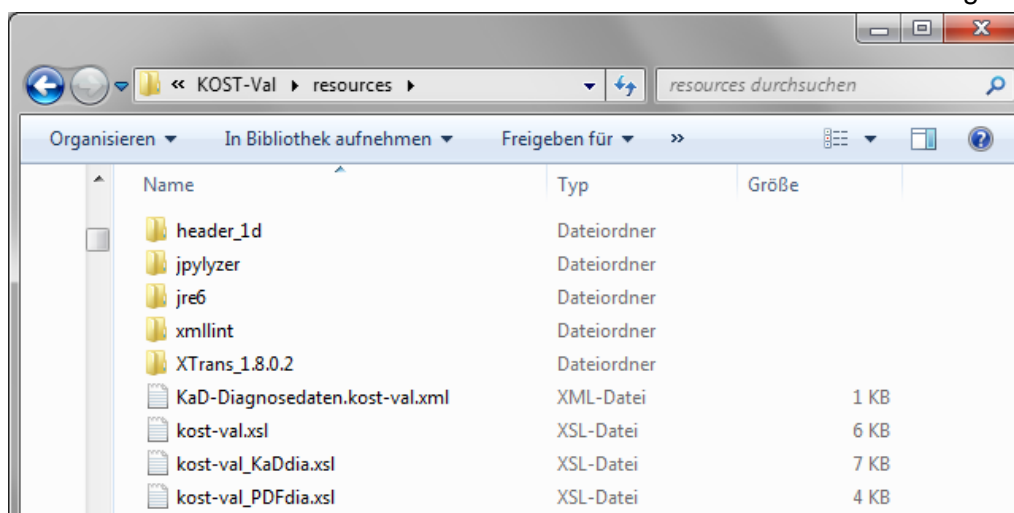 « KOST-Val ▸ resources ▸ resources durchsuchen
Organisieren ▾ In Bibliothek aufnehmen ▾ Freigeben für ▾ »
Name Typ Größe
header_1d Dateiordner
jpylyzer Dateiordner
jre6 Dateiordner
xmllint Dateiordner
XTrans_1.8.0.2 Dateiordner
KaD-Diagnosedaten.kost-val.xml XML-Datei 1 KB
kost-val.xsl XSL-Datei 6 KB
kost-val_KaDdia.xsl XSL-Datei 7 KB
kost-val_PDFdia.xsl XSL-Datei 4 KB